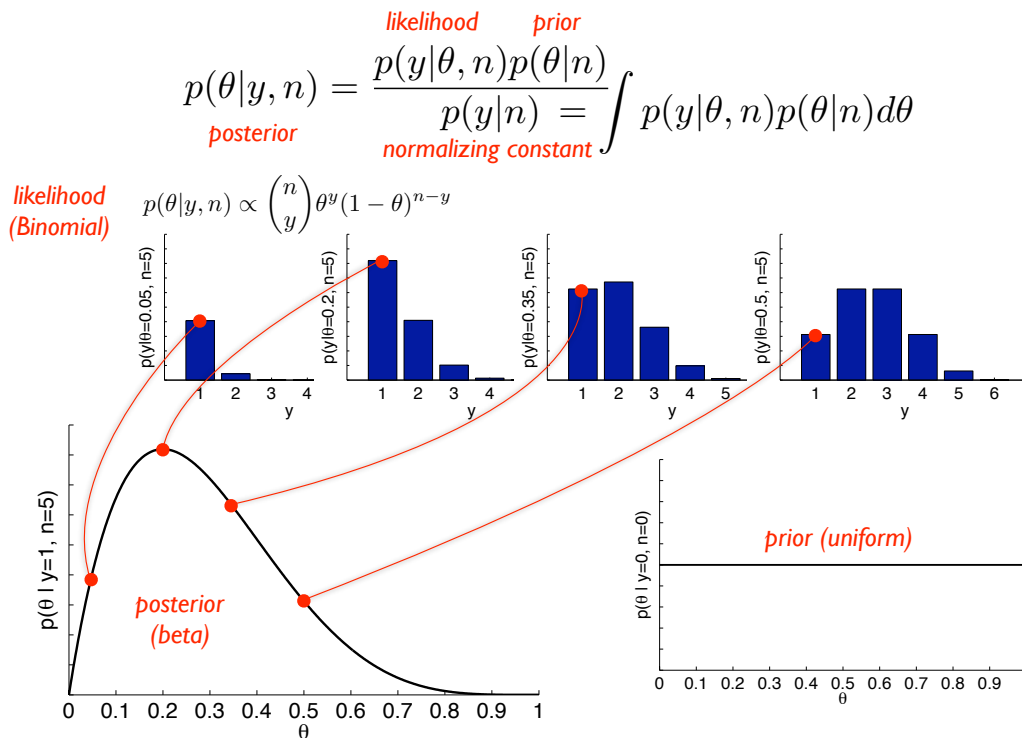 likelihood prior
p(θ|y, n) = p(y|θ, n)p(θ|n) / p(y|n) = ∫ p(y|θ, n)p(θ|n)dθ
posterior
normalizing constant
likelihood
(Binomial)
p(θ|y, n) ∝ (n y) θ^y (1 − θ)^{n−y}
p(y|θ=0.05, n=5)
1 2 3 4
y
p(y|θ=0.2, n=5)
1 2 3 4
y
p(y|θ=0.35, n=5)
1 2 3 4 5
y
p(y|θ=0.5, n=5)
1 2 3 4 5 6
y
p(θ | y=1, n=5)
posterior
(beta)
0 0.1 0.2 0.3 0.4 0.5 0.6 0.7 0.8 0.9 1
θ
p(θ | y=0, n=0)
prior (uniform)
0 0.1 0.2 0.3 0.4 0.5 0.6 0.7 0.8 0.9
θ